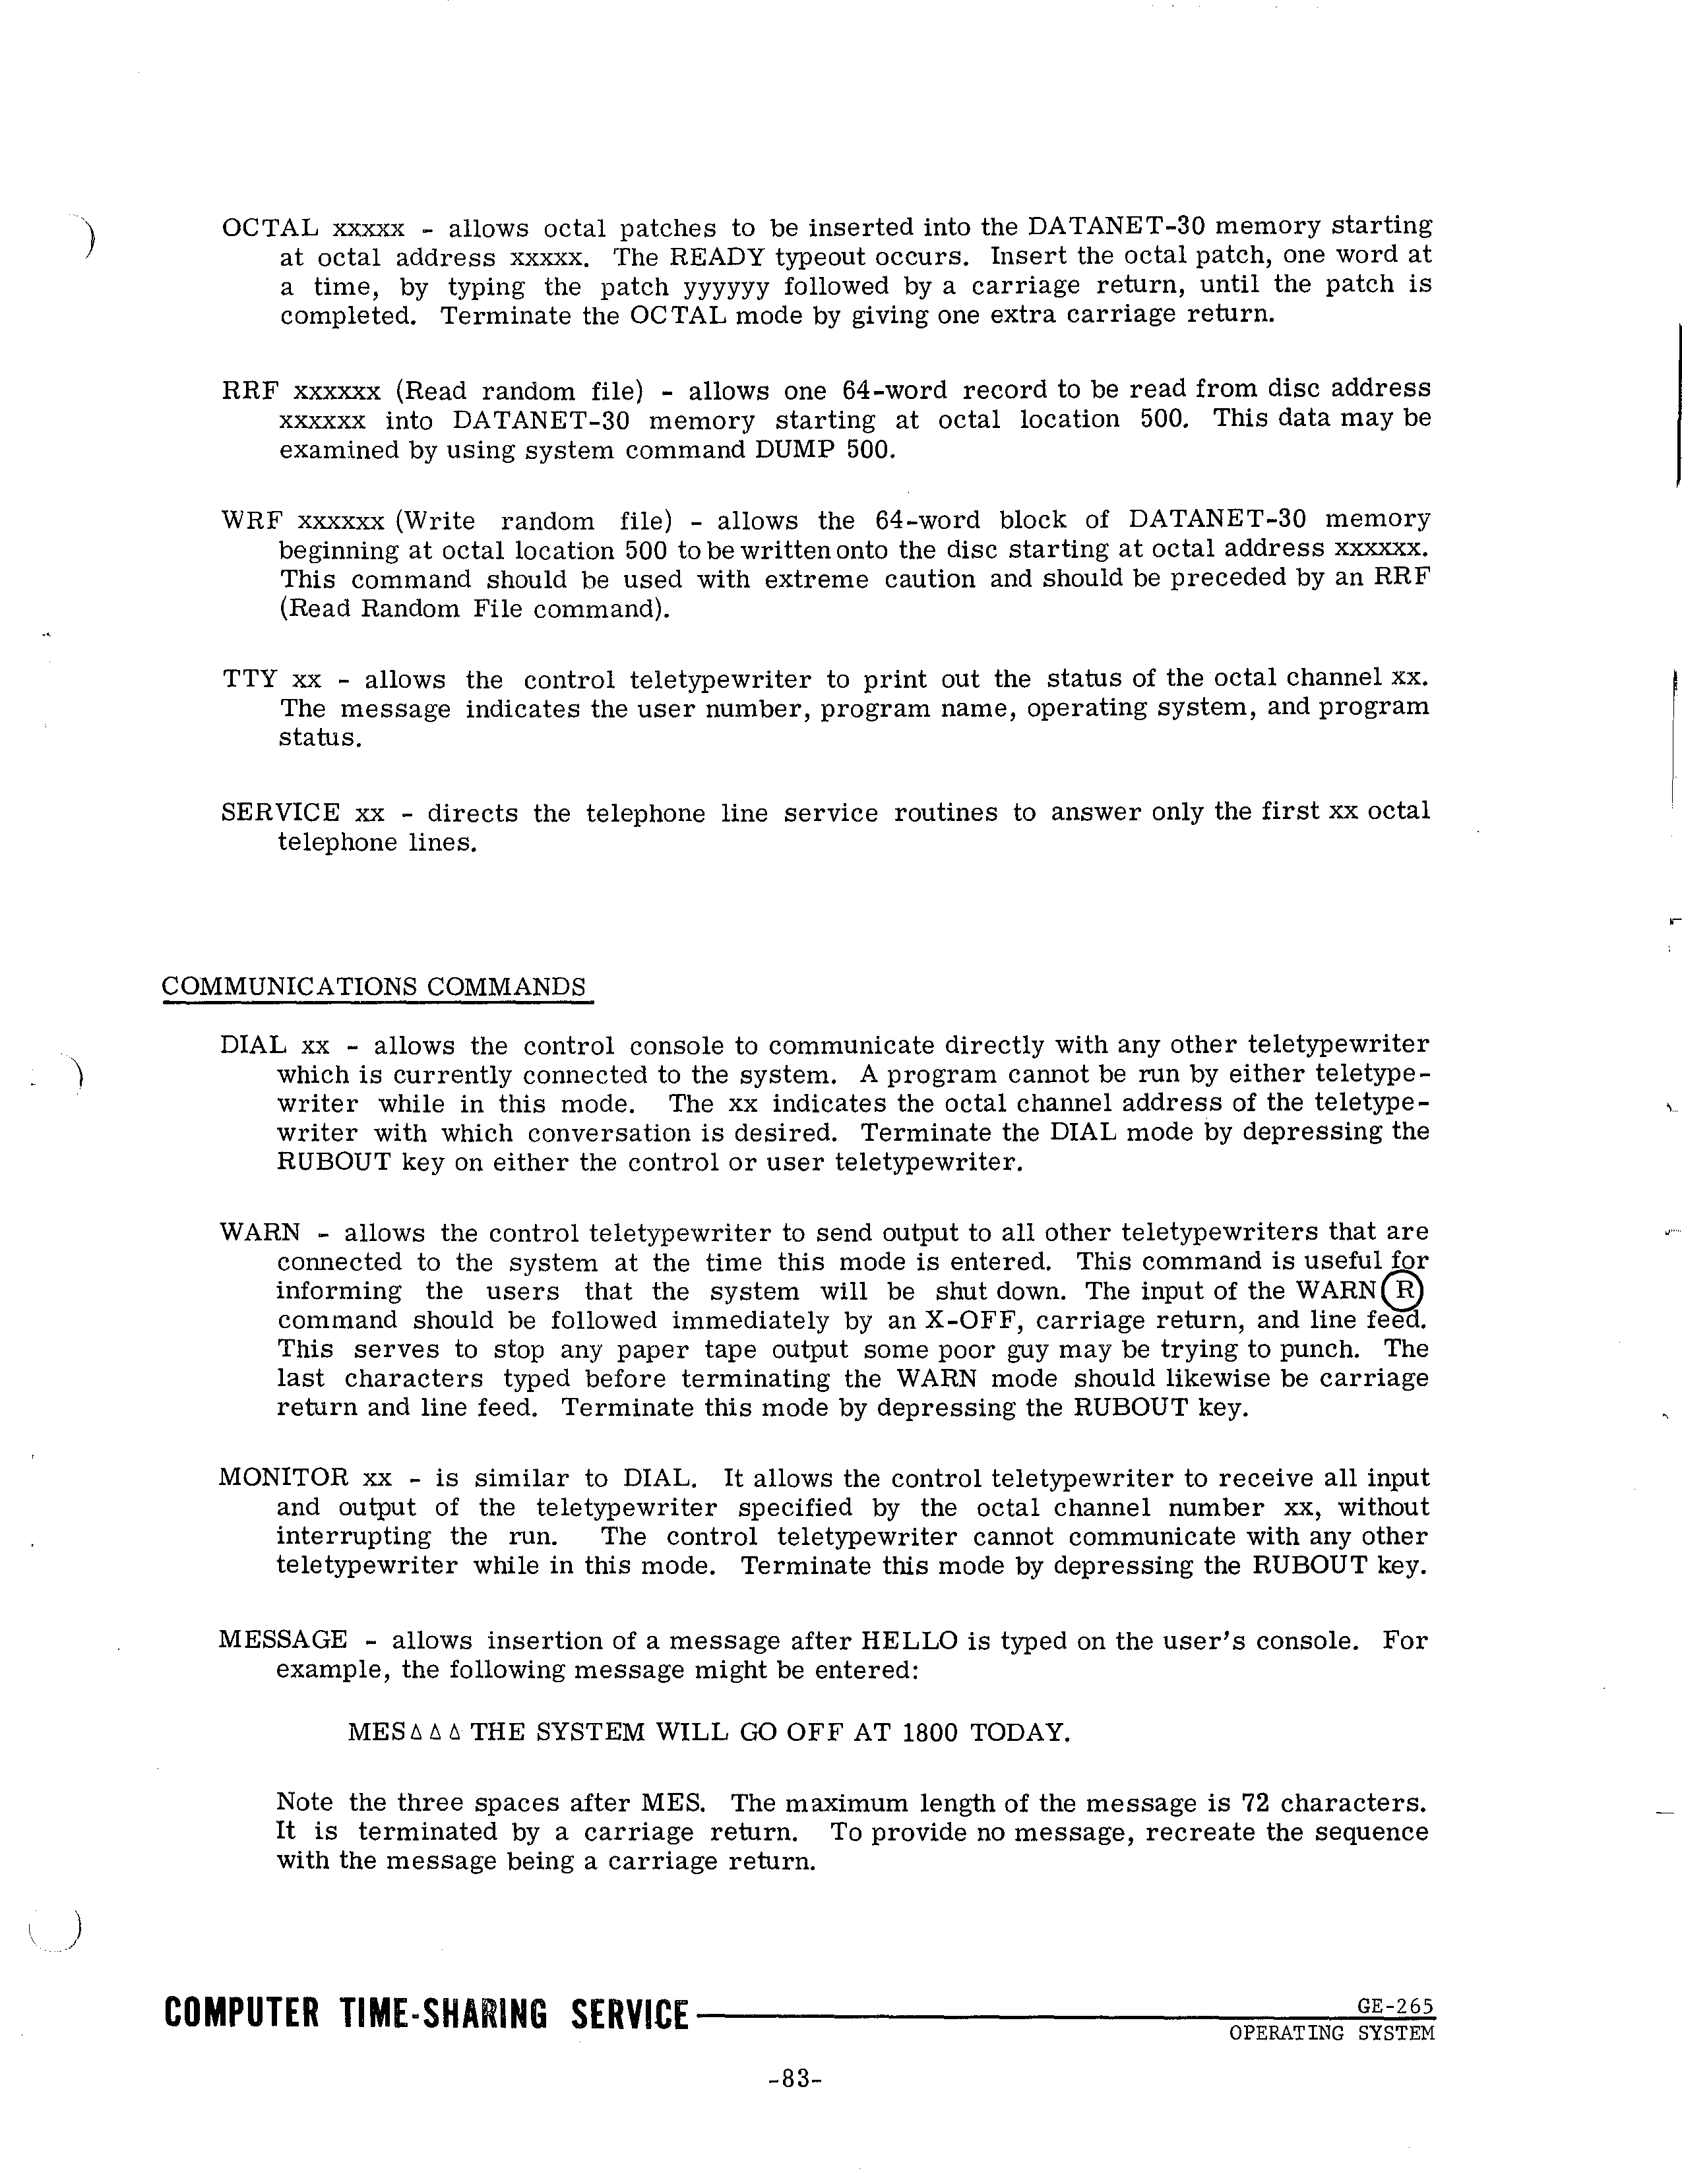 OCTAL xxxxx - allows octal patches to be inserted into the DATANET-30 memory starting
at octal address xxxxx. The READY typeout occurs. Insert the octal patch, one word at
a time, by typing the patch yyyyyy followed by a carriage return, until the patch is
completed. Terminate the OCTAL mode by giving one extra carriage return.
RRF xxxxxx (Read random file) - allows one 64-word record to be read from disc address
xxxxxx into DATANET-30 memory starting at octal location 500. This data may be
examined by using system command DUMP 500.
WRF xxxxxx (Write random file) - allows the 64-word block of DATANET-30 memory
beginning at octal location 500 to be written onto the disc starting at octal address xxxxxx.
This command should be used with extreme caution and should be preceded by an RRF
(Read Random File command).
TTY xx - allows the control teletypewriter to print out the status of the octal channel xx.
The message indicates the user number, program name, operating system, and program
status.
SERVICE xx - directs the telephone line service routines to answer only the first xx octal
telephone lines.
COMMUNICATIONS COMMANDS
DIAL xx - allows the control console to communicate directly with any other teletypewriter
which is currently connected to the system. A program cannot be run by either teletype-
writer while in this mode. The xx indicates the octal channel address of the teletype-
writer with which conversation is desired. Terminate the DIAL mode by depressing the
RUBOUT key on either the control or user teletypewriter.
WARN - allows the control teletypewriter to send output to all other teletypewriters that are
connected to the system at the time this mode is entered. This command is useful for
informing the users that the system will be shut down. The input of the WARN Ⓡ
command should be followed immediately by an X-OFF, carriage return, and line feed.
This serves to stop any paper tape output some poor guy may be trying to punch. The
last characters typed before terminating the WARN mode should likewise be carriage
return and line feed. Terminate this mode by depressing the RUBOUT key.
MONITOR xx - is similar to DIAL. It allows the control teletypewriter to receive all input
and output of the teletypewriter specified by the octal channel number xx, without
interrupting the run. The control teletypewriter cannot communicate with any other
teletypewriter while in this mode. Terminate this mode by depressing the RUBOUT key.
MESSAGE - allows insertion of a message after HELLO is typed on the user's console. For
example, the following message might be entered:
MES∆ ∆ ∆ THE SYSTEM WILL GO OFF AT 1800 TODAY.
Note the three spaces after MES. The maximum length of the message is 72 characters.
It is terminated by a carriage return. To provide no message, recreate the sequence
with the message being a carriage return.
COMPUTER TIME-SHARING SERVICE
GE-265
OPERATING SYSTEM
-83-